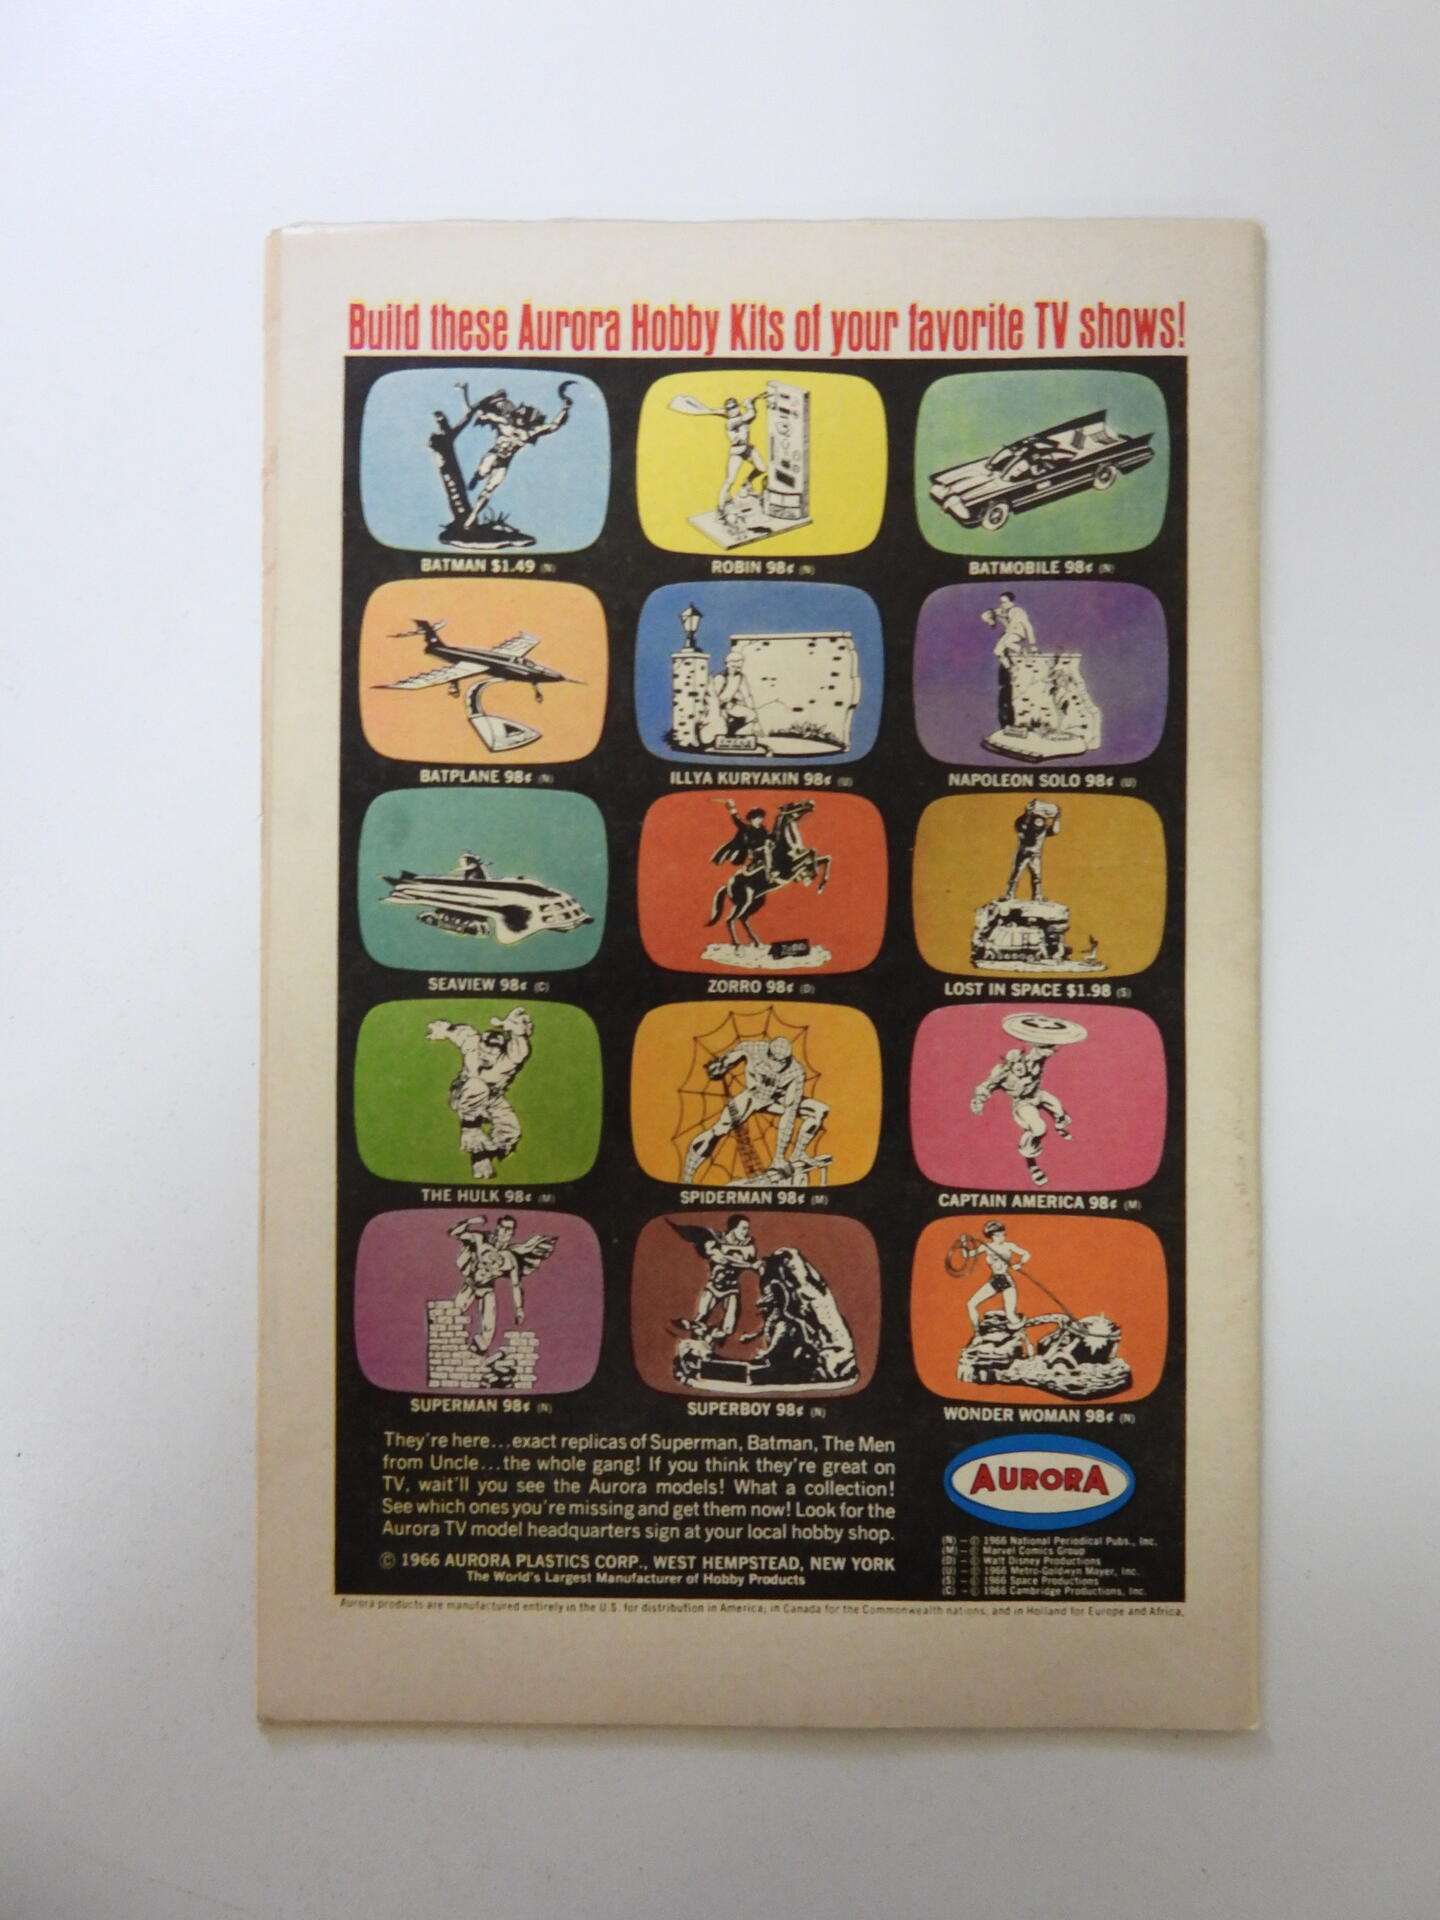 Build these Aurora Hobby Kits of your favorite TV shows!
BATMAN $1.49 (N)
ROBIN 98¢ (N)
BATMOBILE 98¢ (N)
BATPLANE 98¢ (N)
ILLYA KURYAKIN 98¢ (U)
NAPOLEON SOLO 98¢ (U)
SEAVIEW 98¢ (C)
ZORRO 98¢ (D)
LOST IN SPACE $1.98 (S)
THE HULK 98¢ (M)
SPIDERMAN 98¢ (M)
CAPTAIN AMERICA 98¢ (M)
SUPERMAN 98¢ (N)
SUPERBOY 98¢ (N)
WONDER WOMAN 98¢ (N)
They're here...exact replicas of Superman, Batman, The Men
from Uncle...the whole gang! If you think they're great on
TV, wait'll you see the Aurora models! What a collection!
See which ones you're missing and get them now! Look for the
Aurora TV model headquarters sign at your local hobby shop.
© 1966 AURORA PLASTICS CORP., WEST HEMPSTEAD, NEW YORK
The World's Largest Manufacturer of Hobby Products
AURORA
(N) – © 1966 National Periodical Pubs., Inc.
(M) – © Marvel Comics Group
(D) – © Walt Disney Productions
(U) – © 1966 Metro-Goldwyn Mayer, Inc.
(S) – © 1966 Space Productions
(C) – © 1966 Cambridge Productions, Inc.
Aurora products are manufactured entirely in the U.S. for distribution in America; in Canada for the Commonwealth nations; and in Holland for Europe and Africa.